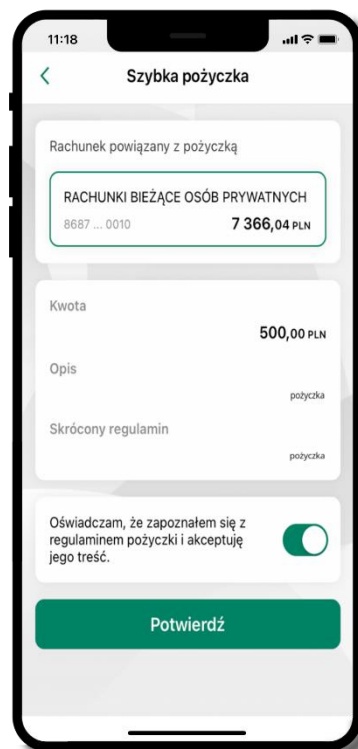 11:18
Szybka pożyczka
Rachunek powiązany z pożyczką
RACHUNKI BIEŻĄCE OSÓB PRYWATNYCH
8687 ... 0010 7 366,04 PLN
Kwota
500,00 PLN
Opis
pożyczka
Skrócony regulamin
pożyczka
Oświadczam, że zapoznałem się z
regulaminem pożyczki i akceptuję
jego treść.
Potwierdź